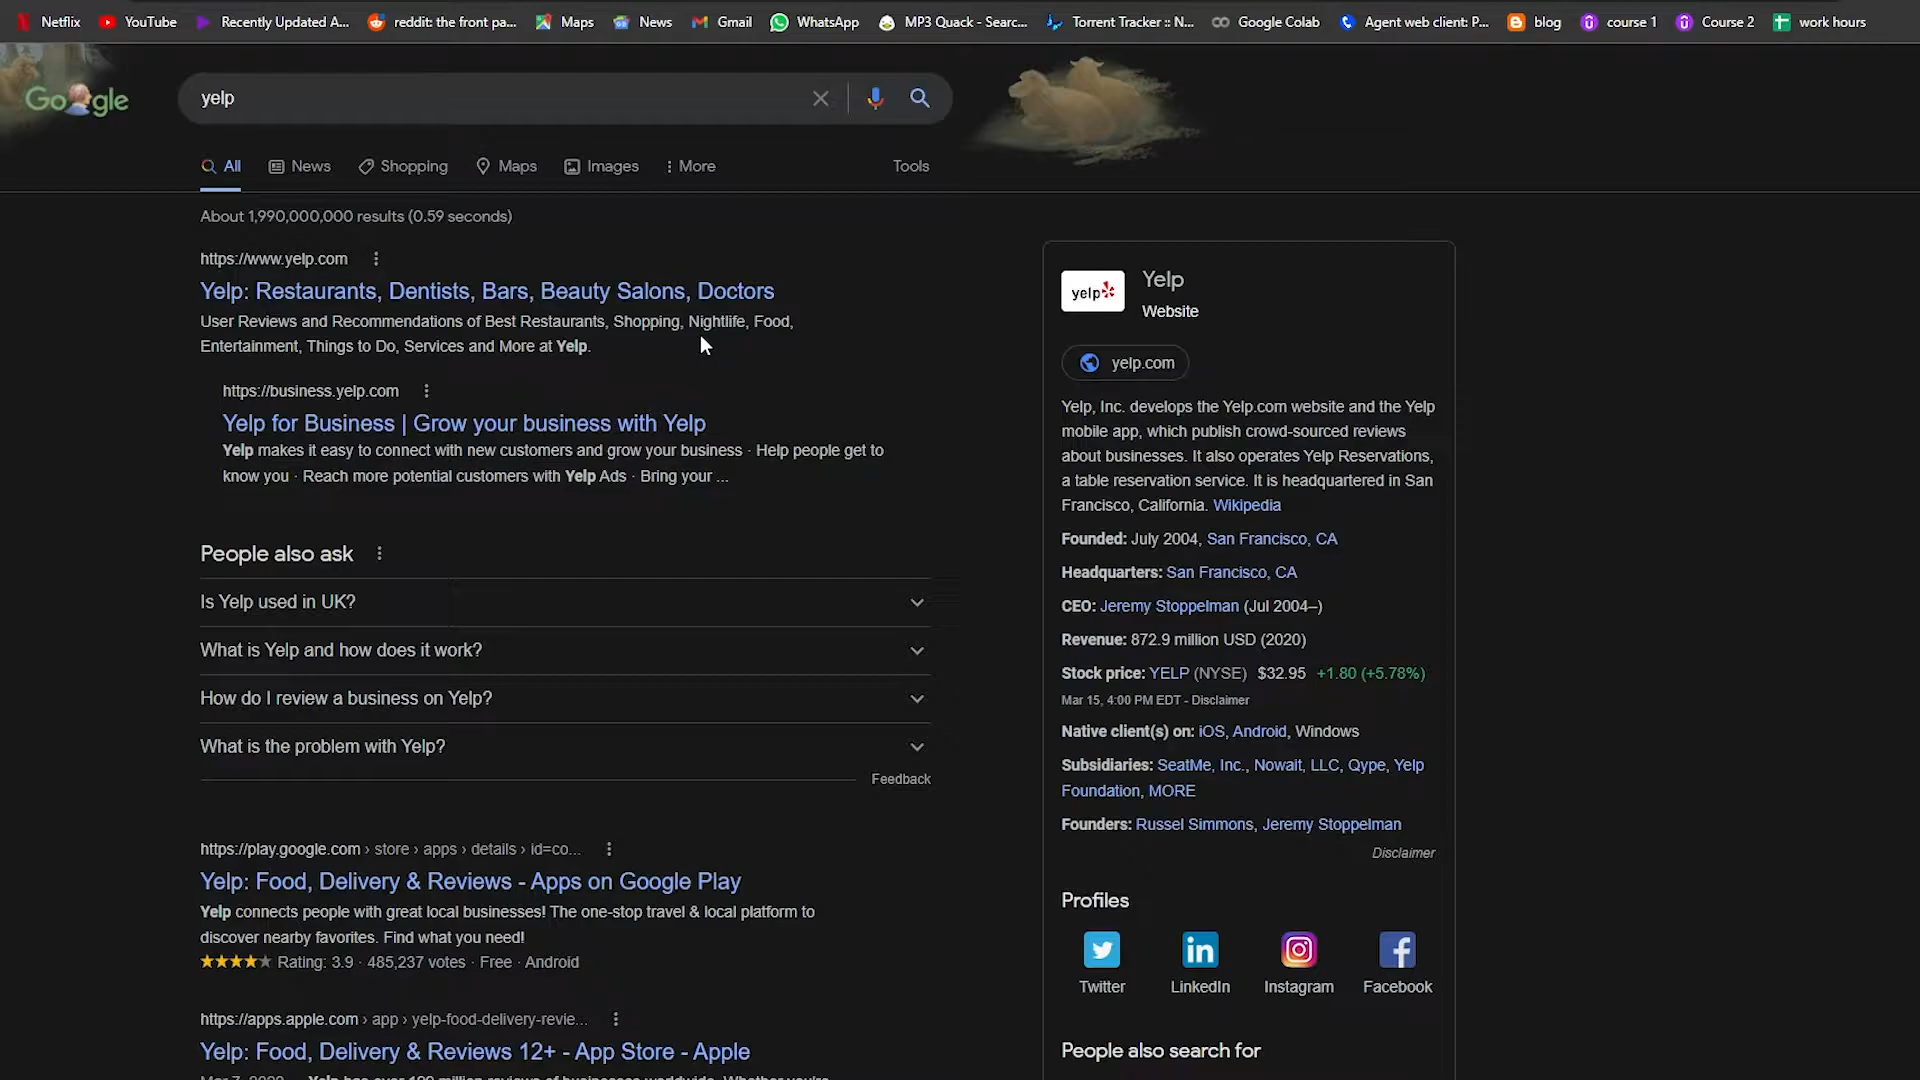 Netflix YouTube Recently Updated A... reddit: the front pa... Maps News Gmail WhatsApp MP3 Quack - Searc... Torrent Tracker :: N... Google Colab Agent web client: P... blog course 1 Course 2 work hours
Google
yelp
All News Shopping Maps Images More Tools
About 1,990,000,000 results (0.59 seconds)
https://www.yelp.com
Yelp: Restaurants, Dentists, Bars, Beauty Salons, Doctors
User Reviews and Recommendations of Best Restaurants, Shopping, Nightlife, Food,
Entertainment, Things to Do, Services and More at Yelp.
https://business.yelp.com
Yelp for Business | Grow your business with Yelp
Yelp makes it easy to connect with new customers and grow your business · Help people get to
know you · Reach more potential customers with Yelp Ads · Bring your ...
People also ask
Is Yelp used in UK?
What is Yelp and how does it work?
How do I review a business on Yelp?
What is the problem with Yelp?
Feedback
https://play.google.com › store › apps › details › id=co...
Yelp: Food, Delivery & Reviews - Apps on Google Play
Yelp connects people with great local businesses! The one-stop travel & local platform to
discover nearby favorites. Find what you need!
Rating: 3.9 · 485,237 votes · Free · Android
https://apps.apple.com › app › yelp-food-delivery-revie...
Yelp: Food, Delivery & Reviews 12+ - App Store - Apple
yelp
Yelp
Website
yelp.com
Yelp, Inc. develops the Yelp.com website and the Yelp
mobile app, which publish crowd-sourced reviews
about businesses. It also operates Yelp Reservations,
a table reservation service. It is headquartered in San
Francisco, California. Wikipedia
Founded: July 2004, San Francisco, CA
Headquarters: San Francisco, CA
CEO: Jeremy Stoppelman (Jul 2004–)
Revenue: 872.9 million USD (2020)
Stock price: YELP (NYSE) $32.95 +1.80 (+5.78%)
Mar 15, 4:00 PM EDT - Disclaimer
Native client(s) on: iOS, Android, Windows
Subsidiaries: SeatMe, Inc., Nowait, LLC, Qype, Yelp
Foundation, MORE
Founders: Russel Simmons, Jeremy Stoppelman
Disclaimer
Profiles
Twitter LinkedIn Instagram Facebook
People also search for